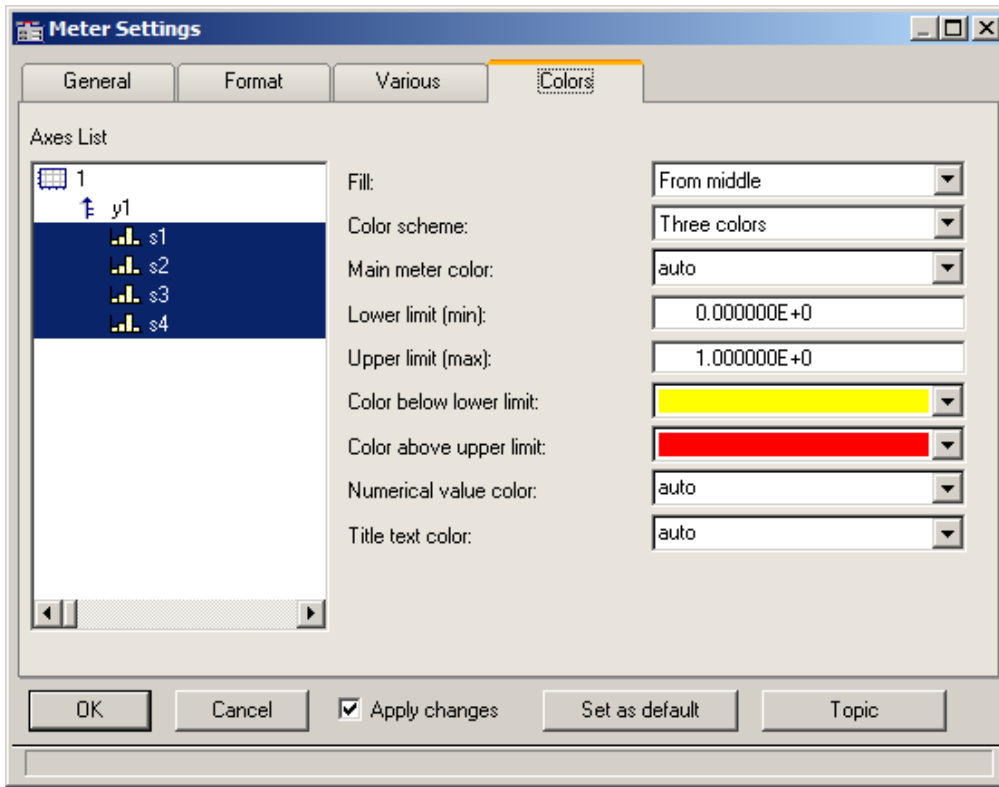 Meter Settings
General Format Various Colors
Axes List
1
y1
s1
s2
s3
s4
Fill: From middle
Color scheme: Three colors
Main meter color: auto
Lower limit (min): 0.000000E+0
Upper limit (max): 1.000000E+0
Color below lower limit:
Color above upper limit:
Numerical value color: auto
Title text color: auto
OK Cancel Apply changes Set as default Topic